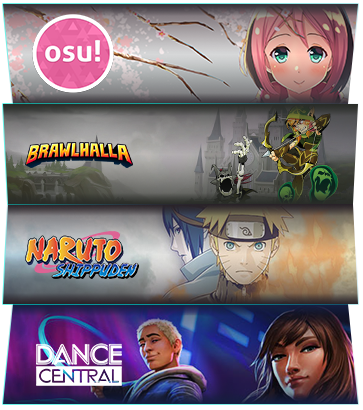 osu!
BRAWLHALLA
NARUTO
SHIPPUDEN
DANCE
CENTRAL